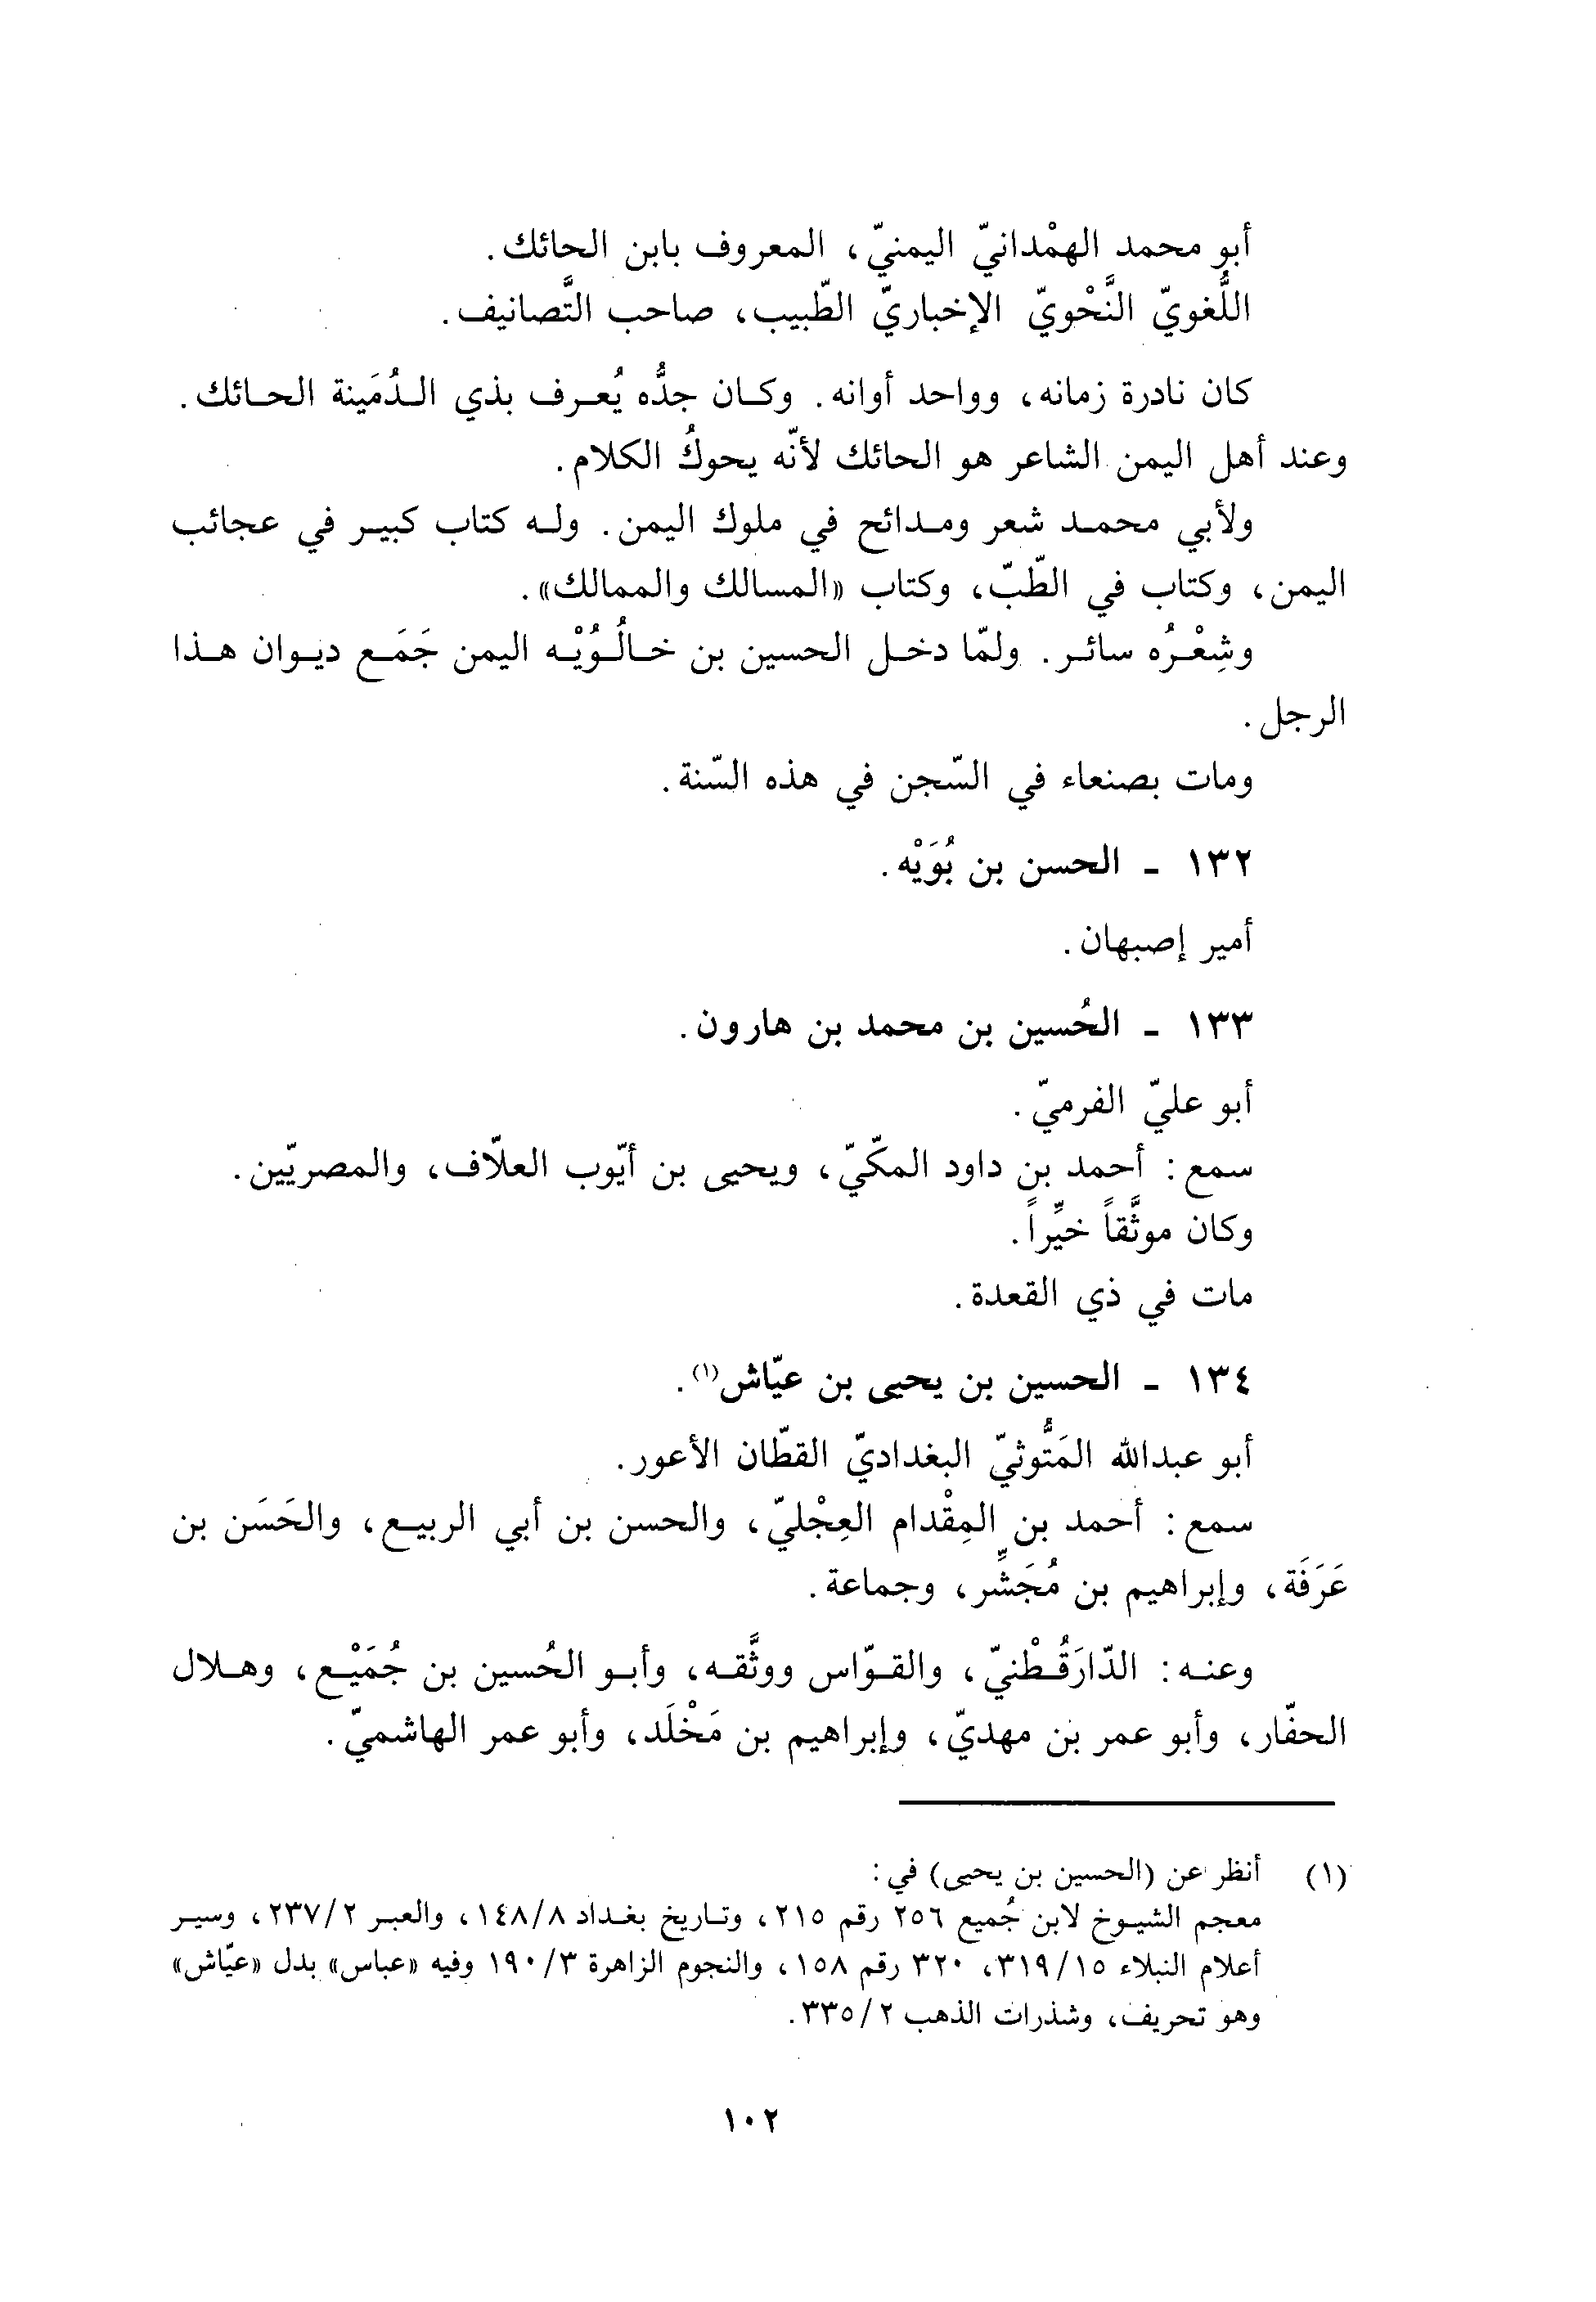 أبو محمد الهمْدانيّ اليمنيّ، المعروف بابن الحائك.
اللُّغويّ النَّحْويّ الإخباريّ الطّبيب، صاحب التَّصانيف.
كان نادرة زمانه، وواحد أوانه. وكان جدُّه يُعرف بذي الدُمَينة الحائك.
وعند أهل اليمن الشاعر هو الحائك لأنّه يحوكُ الكلام.
ولأبي محمد شعر ومدائح في ملوك اليمن. وله كتاب كبير في عجائب
اليمن، وكتاب في الطّبّ، وكتاب «المسالك والممالك».
وشِعْرُه سائر. ولمّا دخل الحسين بن خالُوُيْه اليمن جَمَع ديوان هذا
الرجل.
ومات بصنعاء في السّجن في هذه السّنة.
١٣٢ - الحسن بن بُوَيْه.
أمير إصبهان.
١٣٣ - الحُسين بن محمد بن هارون.
أبو عليّ الفرميّ.
سمع: أحمد بن داود المكّيّ، ويحيى بن أيّوب العلاّف، والمصريّين.
وكان موثَّقاً خيِّراً.
مات في ذي القعدة.
١٣٤ - الحسين بن يحيى بن عيّاش(١).
أبو عبدالله المَتُّوثيّ البغداديّ القطّان الأعور.
سمع: أحمد بن المِقْدام العِجْليّ، والحسن بن أبي الربيع، والحَسَن بن
عَرَفَة، وإبراهيم بن مُجَشِّر، وجماعة.
وعنه: الدّارَقُطْنيّ، والقوّاس ووثَّقه، وأبو الحُسين بن جُمَيْع، وهلال
الحفّار، وأبو عمر بن مهديّ، وإبراهيم بن مَخْلَد، وأبو عمر الهاشميّ.
(١) أنظر عن (الحسين بن يحيى) في:
معجم الشيوخ لابن جُميع ٢٥٦ رقم ٢١٥، وتاريخ بغداد ١٤٨/٨، والعبر ٢٣٧/٢، وسير
أعلام النبلاء ٣١٩/١٥، ٣٢٠ رقم ١٥٨، والنجوم الزاهرة ١٩٠/٣ وفيه «عباس» بدل «عيّاش»
وهو تحريف، وشذرات الذهب ٣٣٥/٢.
١٠٢